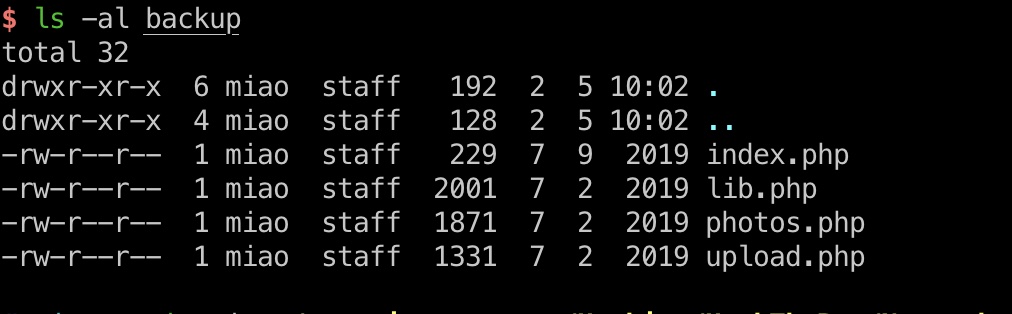 $ ls -al backup
total 32
drwxr-xr-x  6 miao  staff   192  2  5 10:02 .
drwxr-xr-x  4 miao  staff   128  2  5 10:02 ..
-rw-r--r--  1 miao  staff   229  7  9  2019 index.php
-rw-r--r--  1 miao  staff  2001  7  2  2019 lib.php
-rw-r--r--  1 miao  staff  1871  7  2  2019 photos.php
-rw-r--r--  1 miao  staff  1331  7  2  2019 upload.php